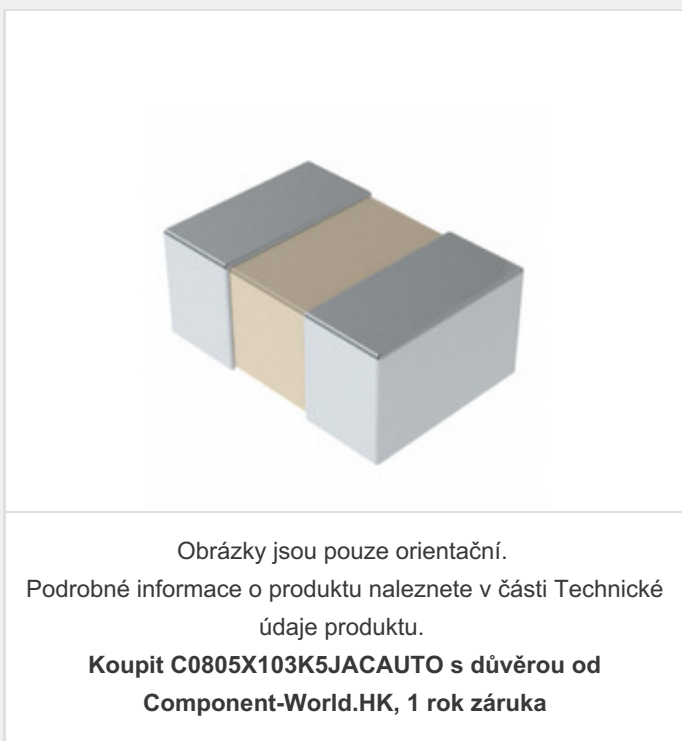 Obrázky jsou pouze orientační.
Podrobné informace o produktu naleznete v části Technické
údaje produktu.
Koupit C0805X103K5JACAUTO s důvěrou od
Component-World.HK, 1 rok záruka